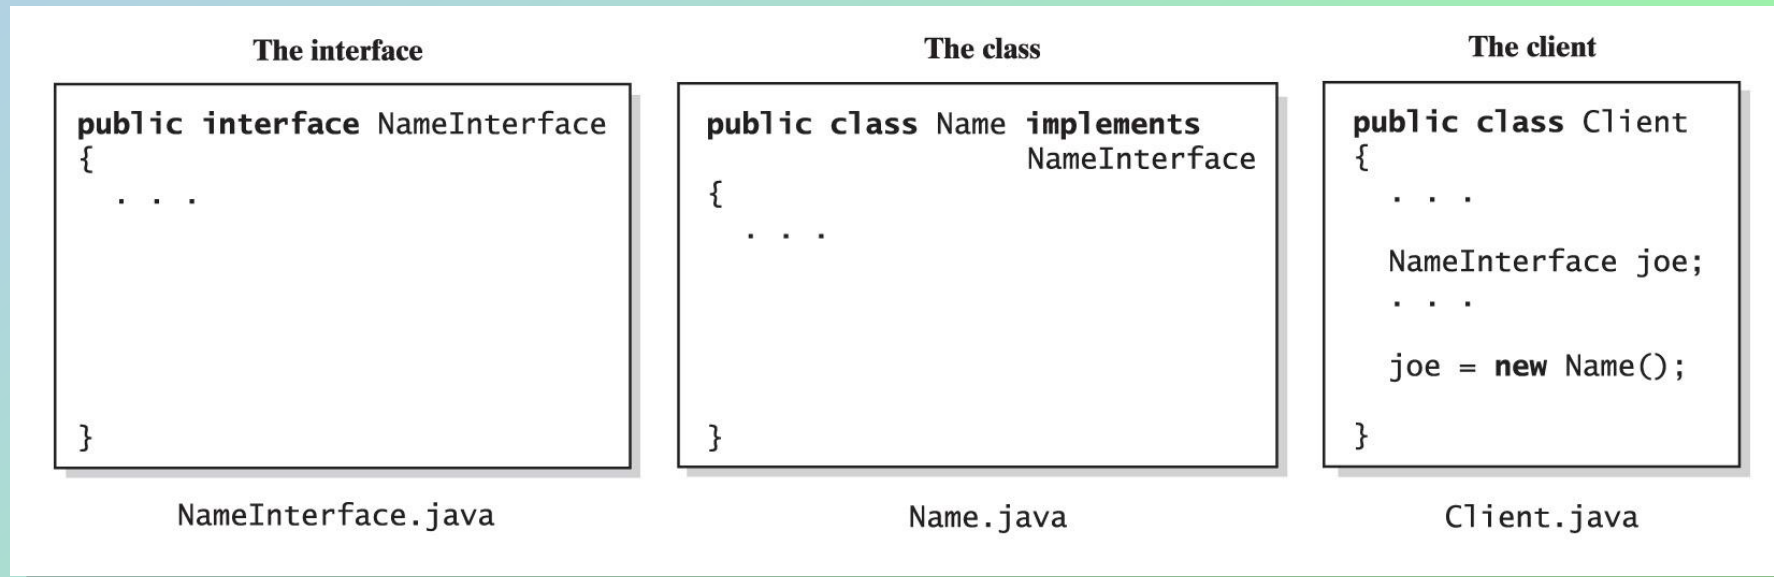 The interface
public interface NameInterface
{
. . .
}
NameInterface.java
The class
public class Name implements
NameInterface
{
. . .
}
Name.java
The client
public class Client
{
. . .
NameInterface joe;
. . .
joe = new Name();
}
Client.java